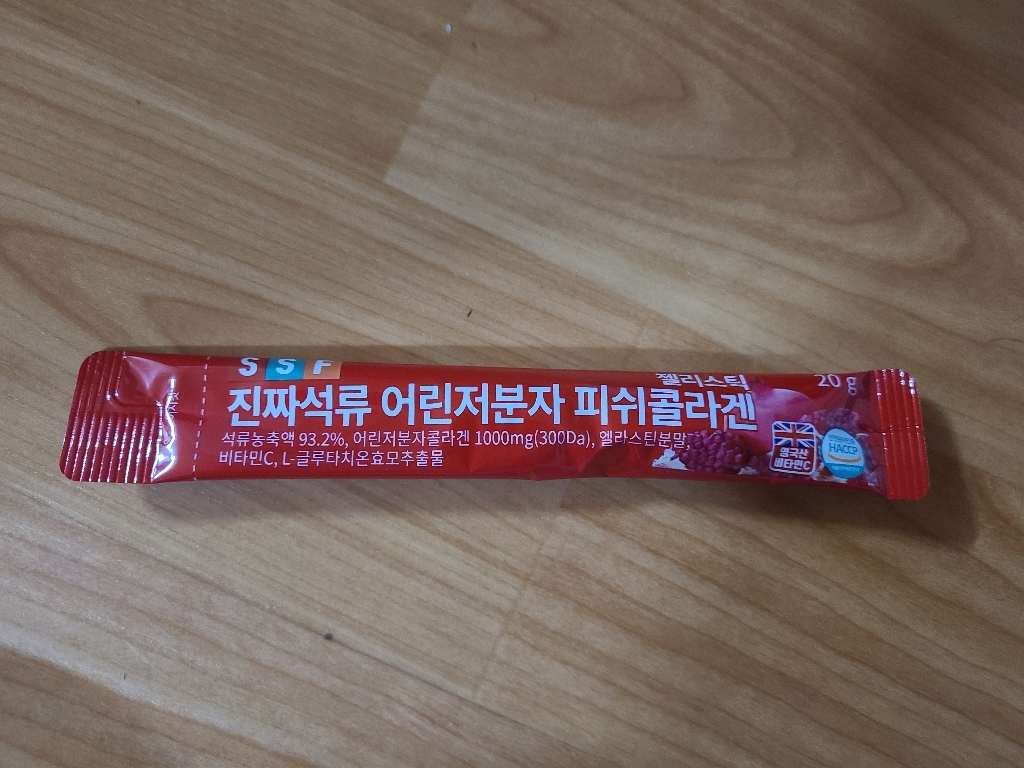 SSF
젤리스틱
20 g
진짜석류 어린저분자 피쉬콜라겐
석류농축액 93.2%, 어린저분자콜라겐 1000mg(300Da), 엘라스틴분말,
비타민C, L-글루타치온효모추출물
영국산
비타민C
HACCP